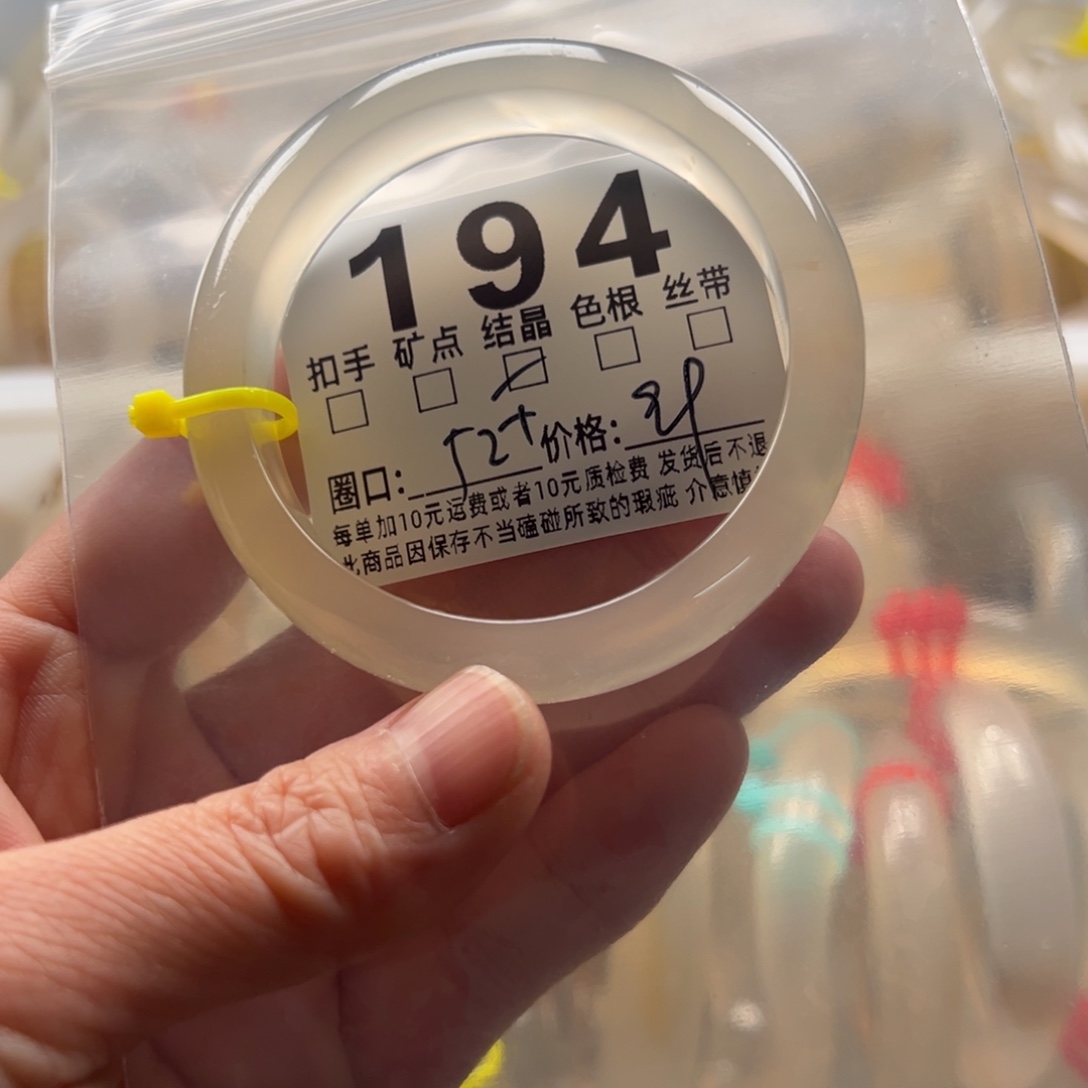 194
扣手 矿点 结晶 色根 丝带
圈口: 52+ 价格:
每单加10元运费或者10元质检费 发货后不退
此商品因保存不当磕碰所致的瑕疵 介意慎